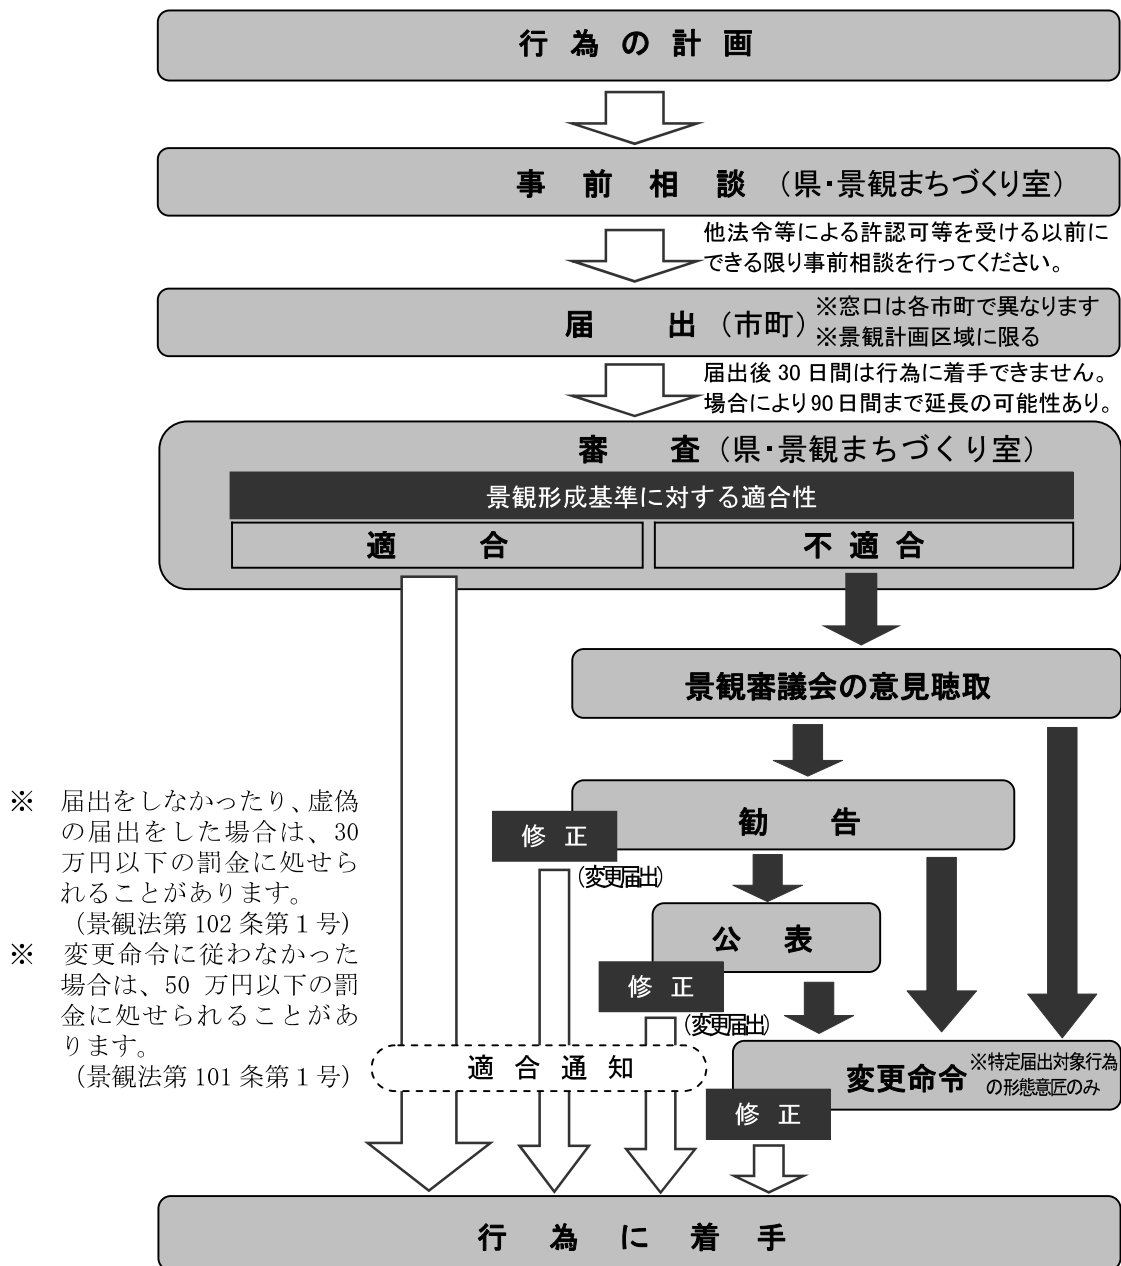 行為の計画
事前相談（県・景観まちづくり室）
他法令等による許認可等を受ける以前に
できる限り事前相談を行ってください。
届出（市町）
※窓口は各市町で異なります
※景観計画区域に限る
届出後 30 日間は行為に着手できません。
場合により90日間まで延長の可能性あり。
審査（県・景観まちづくり室）
景観形成基準に対する適合性
適合
不適合
景観審議会の意見聴取
勧告
修正
(変更届出)
公表
修正
(変更届出)
※ 届出をしなかったり、虚偽
の届出をした場合は、30
万円以下の罰金に処せら
れることがあります。
（景観法第 102 条第１号）
※ 変更命令に従わなかった
場合は、50 万円以下の罰
金に処せられることがあ
ります。
（景観法第 101 条第１号）
適合通知
変更命令
※特定届出対象行為
の形態意匠のみ
修正
行為に着手